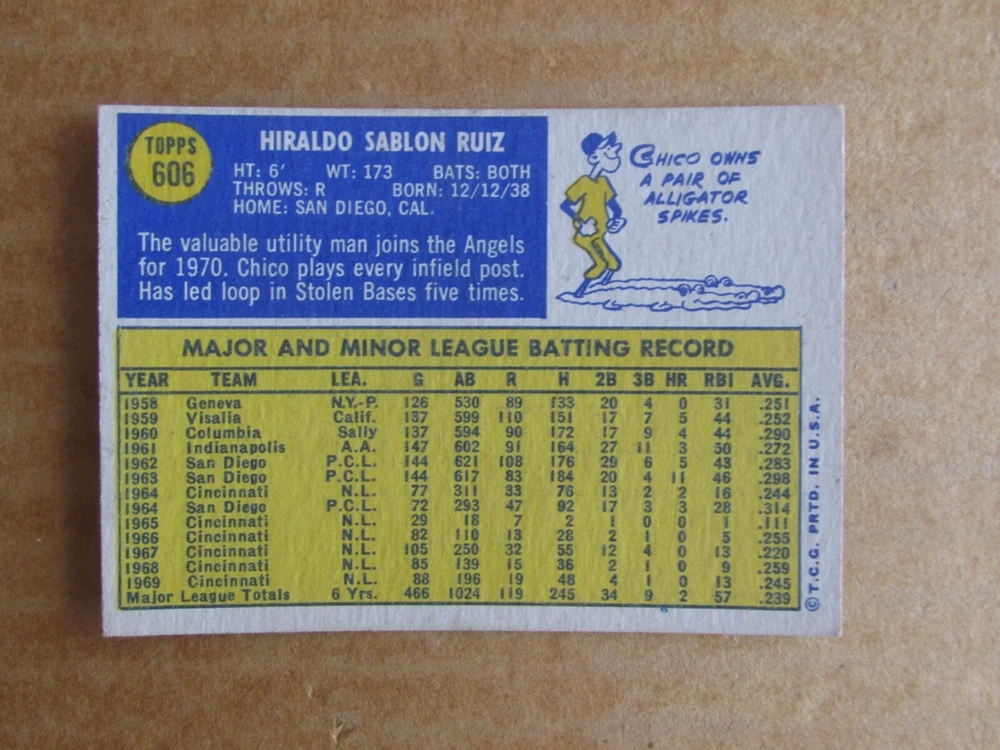 TOPPS
606
HIRALDO SABLON RUIZ
HT: 6' WT: 173 BATS: BOTH
THROWS: R BORN: 12/12/38
HOME: SAN DIEGO, CAL.
The valuable utility man joins the Angels
for 1970. Chico plays every infield post.
Has led loop in Stolen Bases five times.
CHICO OWNS
A PAIR OF
ALLIGATOR
SPIKES.
MAJOR AND MINOR LEAGUE BATTING RECORD
YEAR TEAM LEA. G AB R H 2B 3B HR RBI AVG.
1958 Geneva N.Y.-P. 126 530 89 133 20 4 0 31 .251
1959 Visalia Calif. 137 599 110 151 17 7 5 44 .252
1960 Columbia Sally 137 594 90 172 17 9 4 44 .290
1961 Indianapolis A.A. 147 602 91 164 27 11 3 50 .272
1962 San Diego P.C.L. 144 621 108 176 29 6 5 43 .283
1963 San Diego P.C.L. 144 617 83 184 20 4 11 46 .298
1964 Cincinnati N.L. 77 311 33 76 13 2 2 16 .244
1964 San Diego P.C.L. 72 293 47 92 17 3 3 28 .314
1965 Cincinnati N.L. 29 18 7 2 1 0 0 1 .111
1966 Cincinnati N.L. 82 110 13 28 2 1 0 5 .255
1967 Cincinnati N.L. 105 250 32 55 12 4 0 13 .220
1968 Cincinnati N.L. 85 139 15 36 2 1 0 9 .259
1969 Cincinnati N.L. 88 196 19 48 4 1 0 13 .245
Major League Totals 6 Yrs. 466 1024 119 245 34 9 2 57 .239
© T.C.G. PRTD. IN U.S.A.